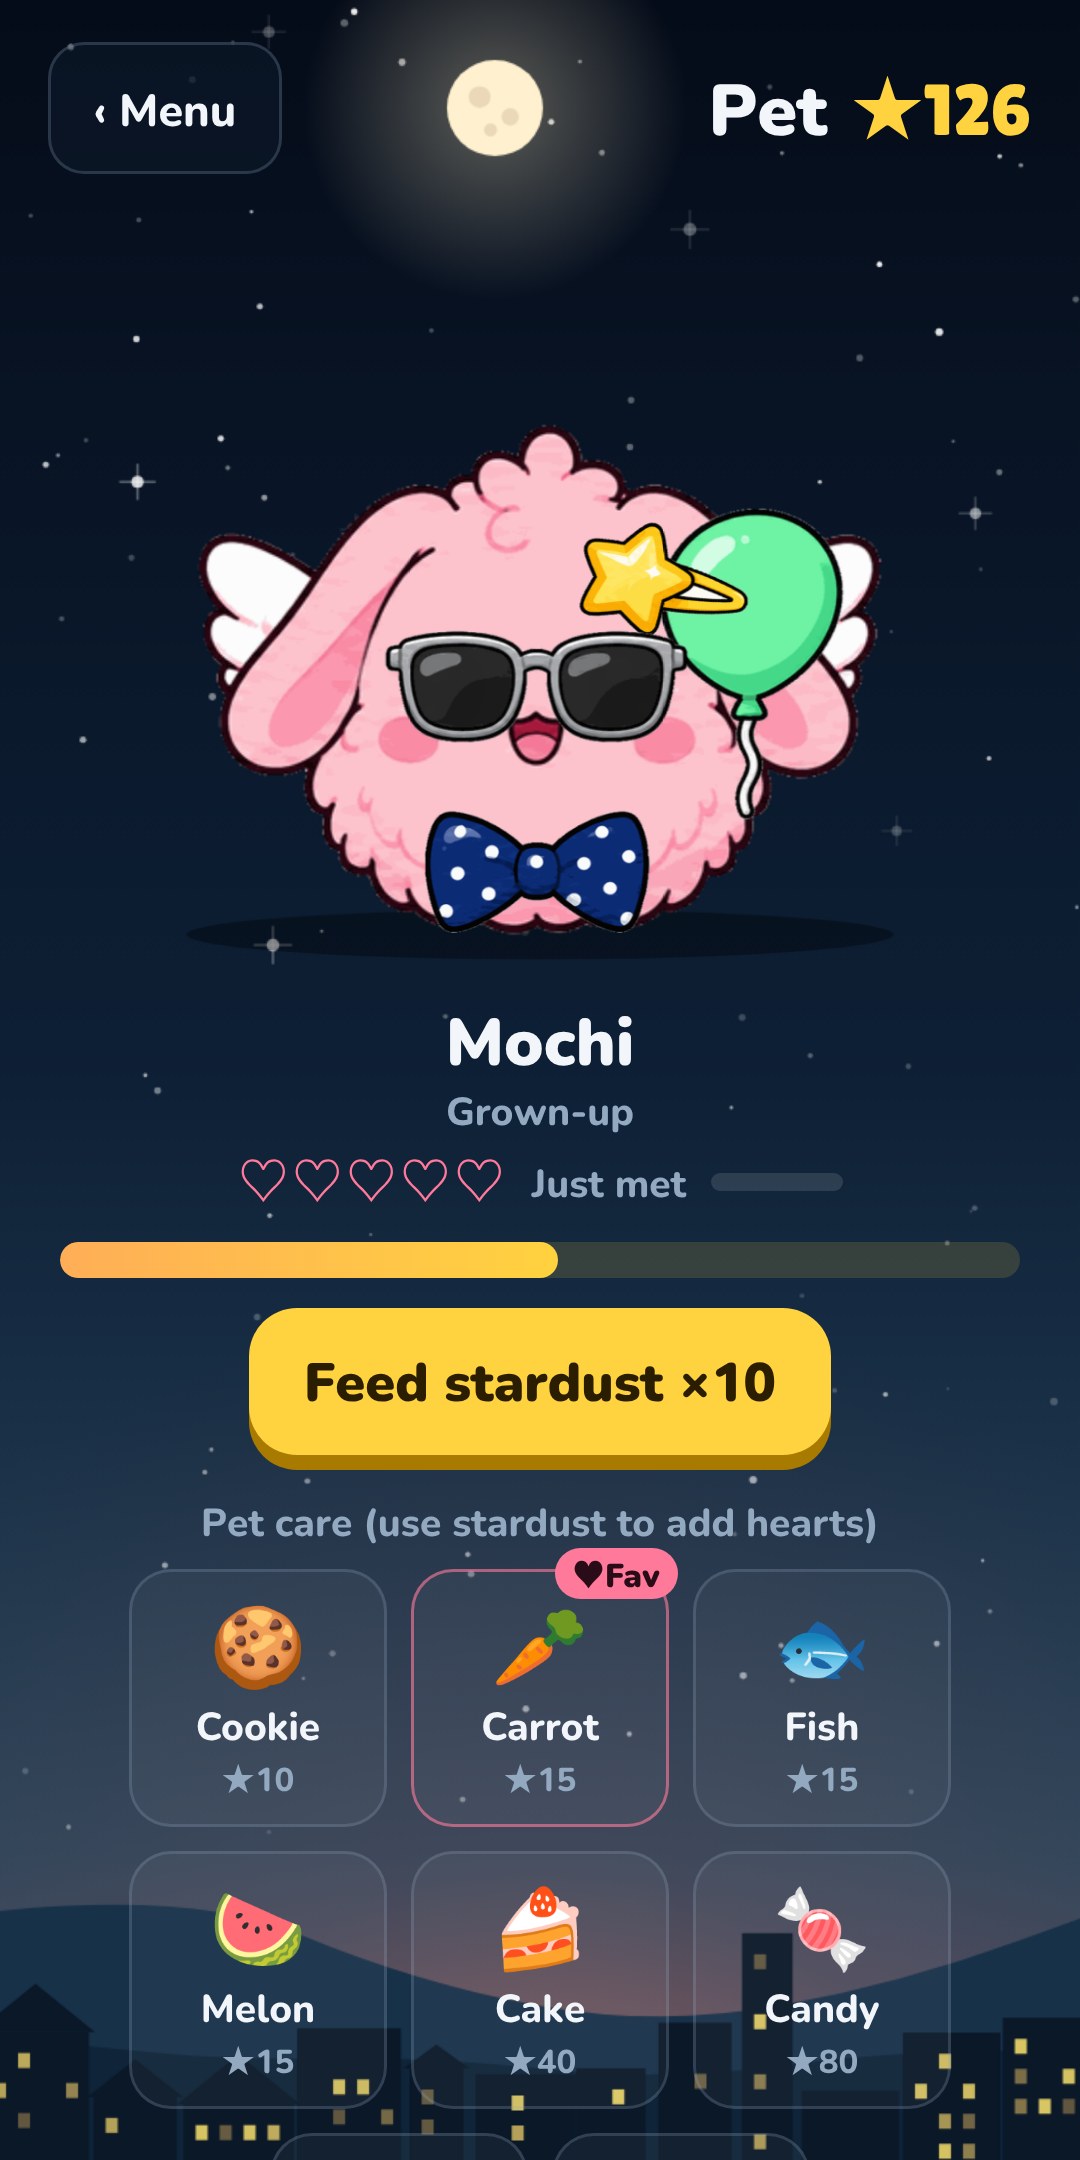 ‹ Menu
Pet ★126
Mochi
Grown-up
♡♡♡♡♡ Just met
Feed stardust ×10
Pet care (use stardust to add hearts)
♥Fav
Cookie
★10
Carrot
★15
Fish
★15
Melon
★15
Cake
★40
Candy
★80